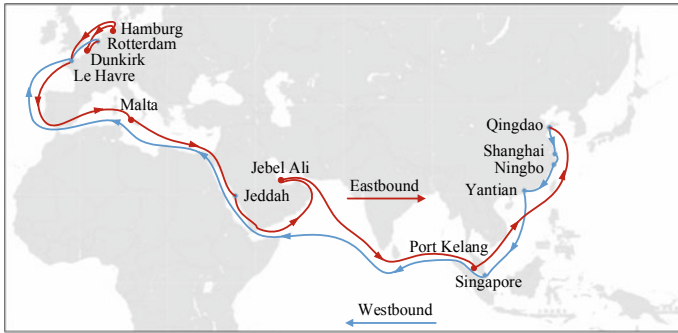 Hamburg
Rotterdam
Dunkirk
Le Havre
Malta
Qingdao
Shanghai
Ningbo
Jebel Ali
Yantian
Jeddah
Eastbound
Port Kelang
Singapore
Westbound